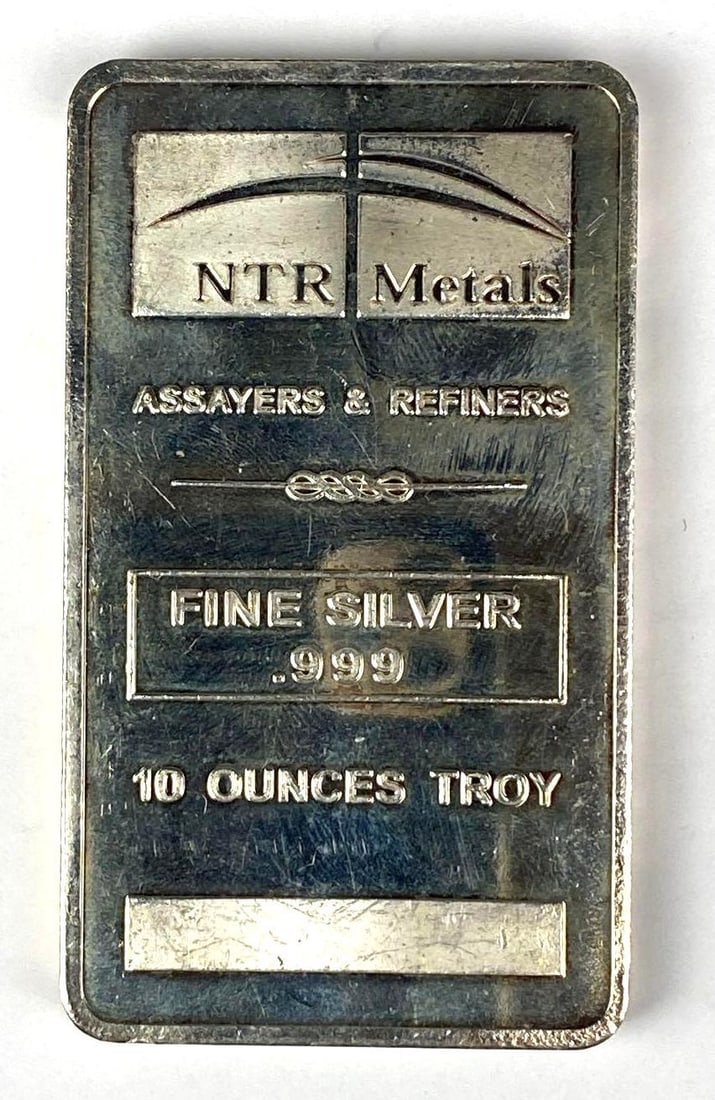 NTR Metals
ASSAYERS & REFINERS
FINE SILVER
.999
10 OUNCES TROY